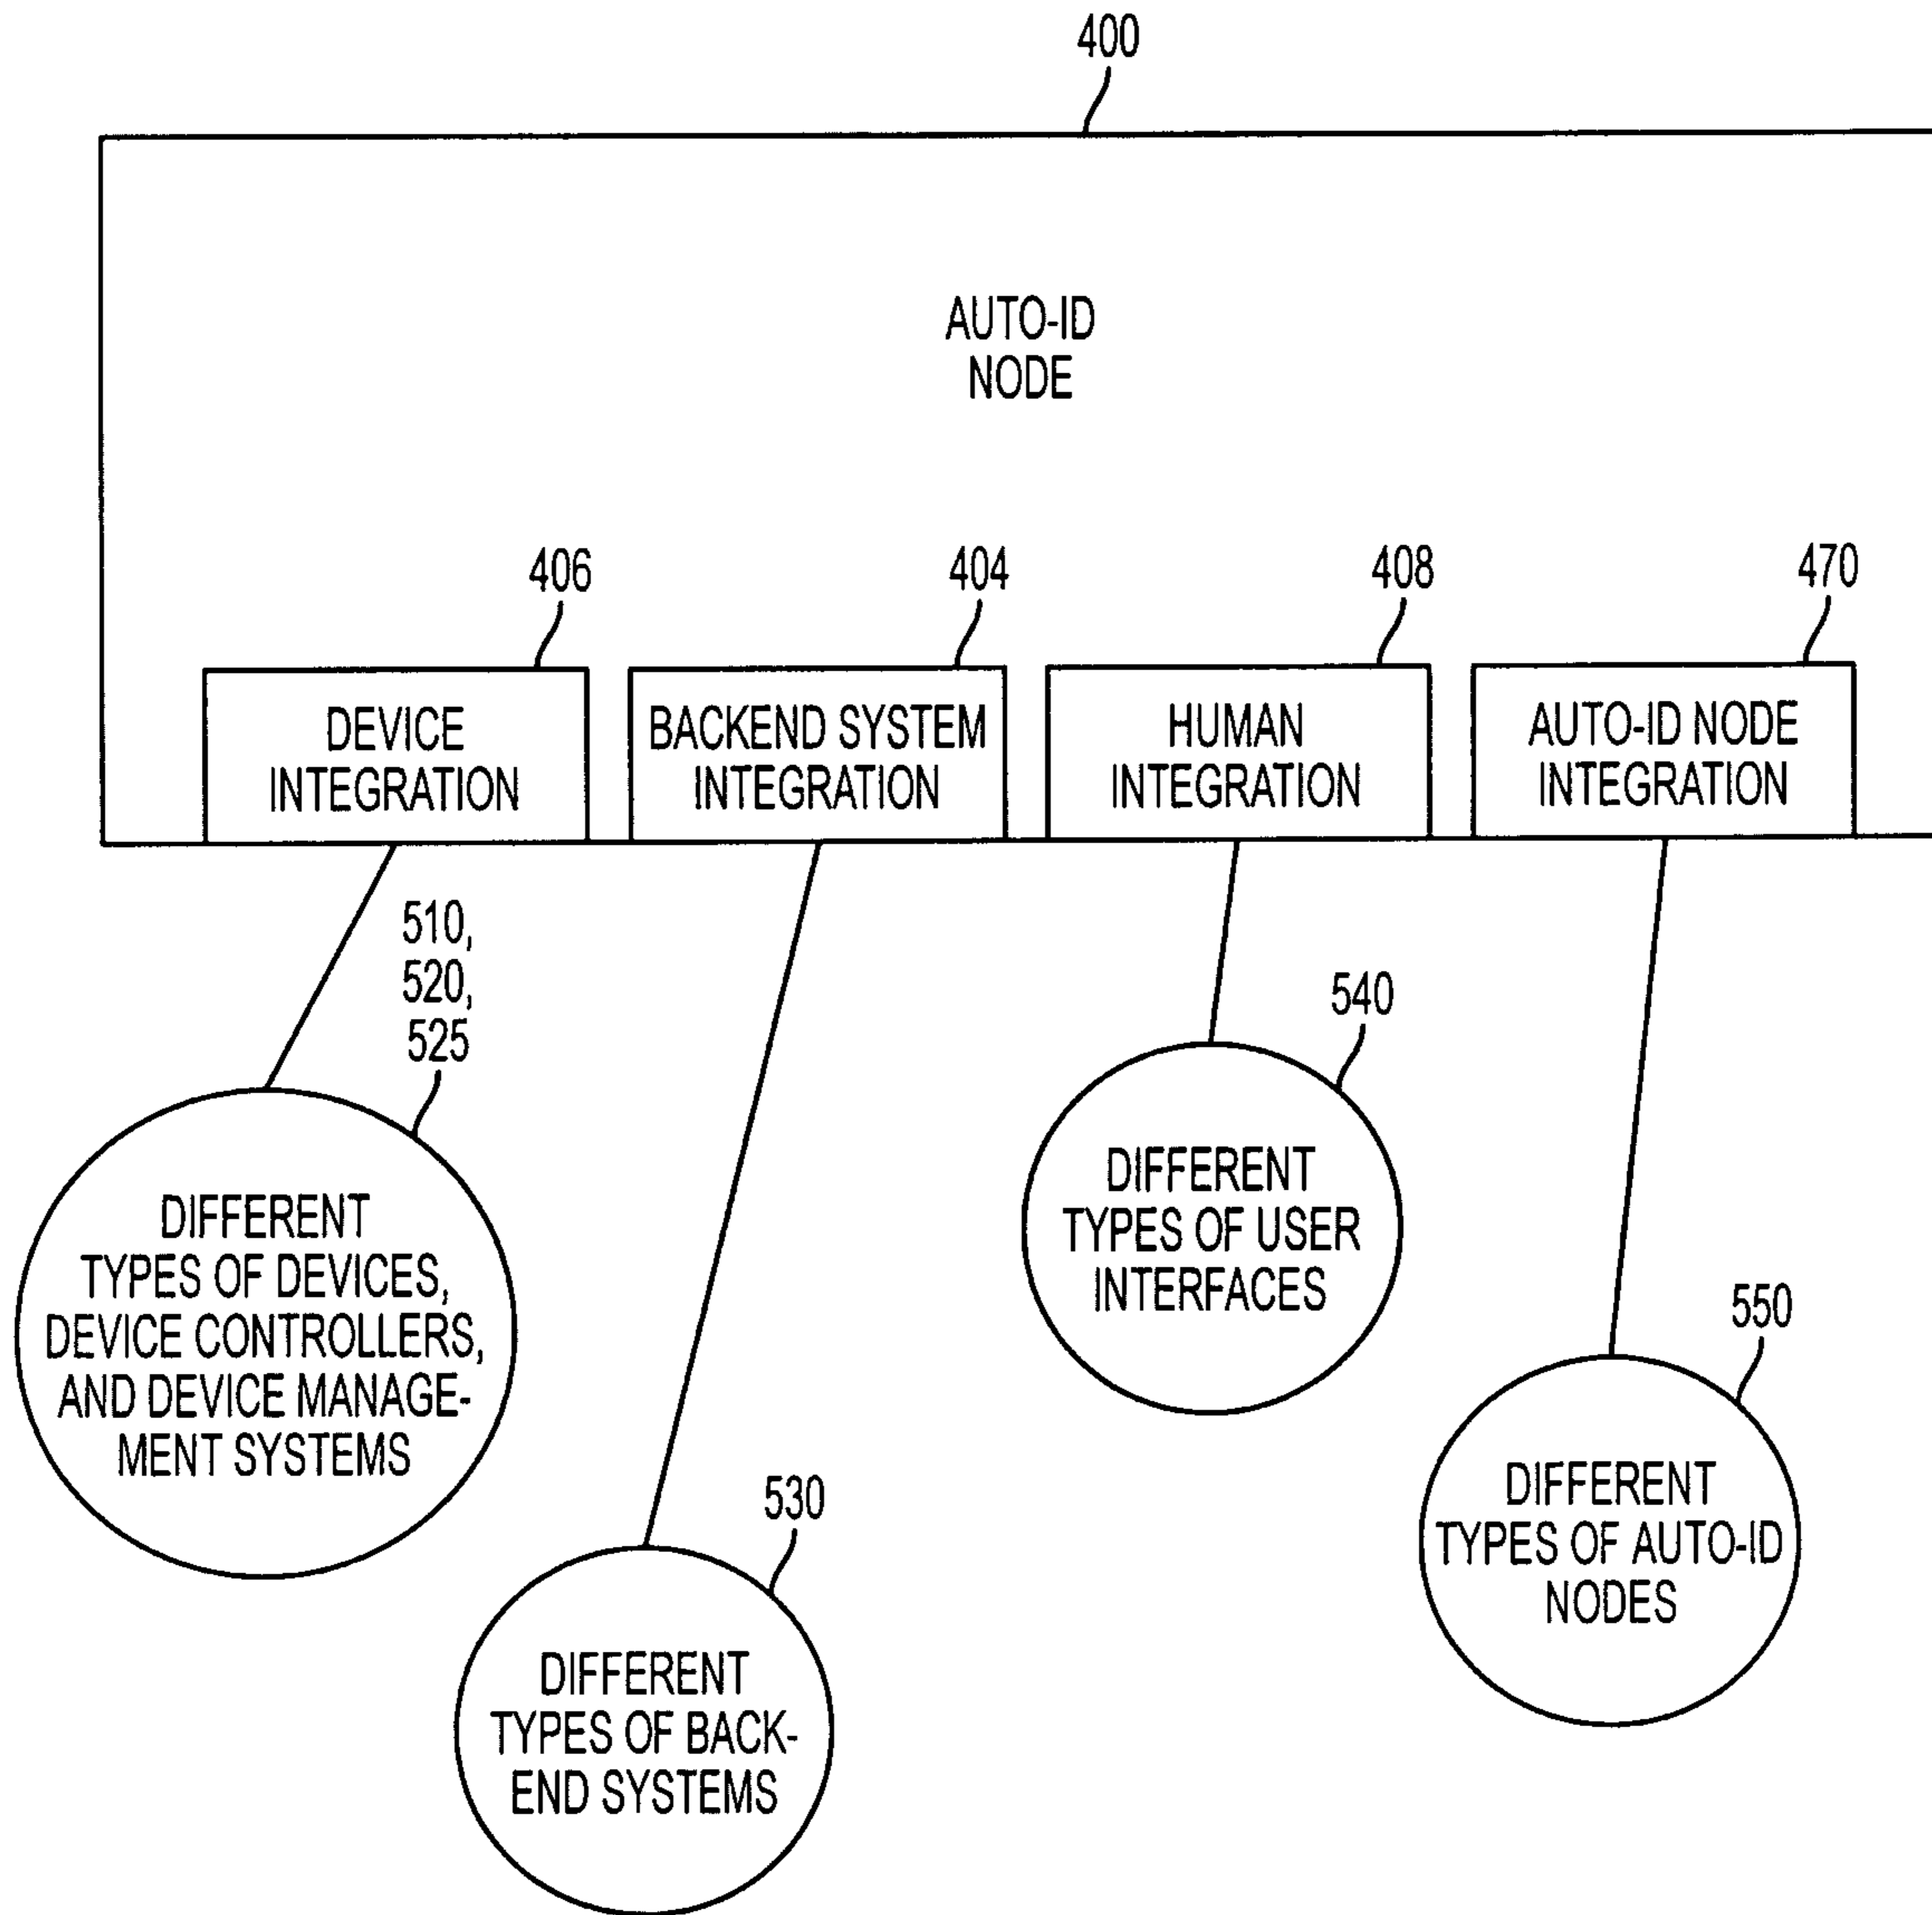 400
AUTO-ID
NODE
406
404
408
470
DEVICE
INTEGRATION
BACKEND SYSTEM
INTEGRATION
HUMAN
INTEGRATION
AUTO-ID NODE
INTEGRATION
510,
520,
525
DIFFERENT
TYPES OF DEVICES,
DEVICE CONTROLLERS,
AND DEVICE MANAGE-
MENT SYSTEMS
530
DIFFERENT
TYPES OF BACK-
END SYSTEMS
540
DIFFERENT
TYPES OF USER
INTERFACES
550
DIFFERENT
TYPES OF AUTO-ID
NODES